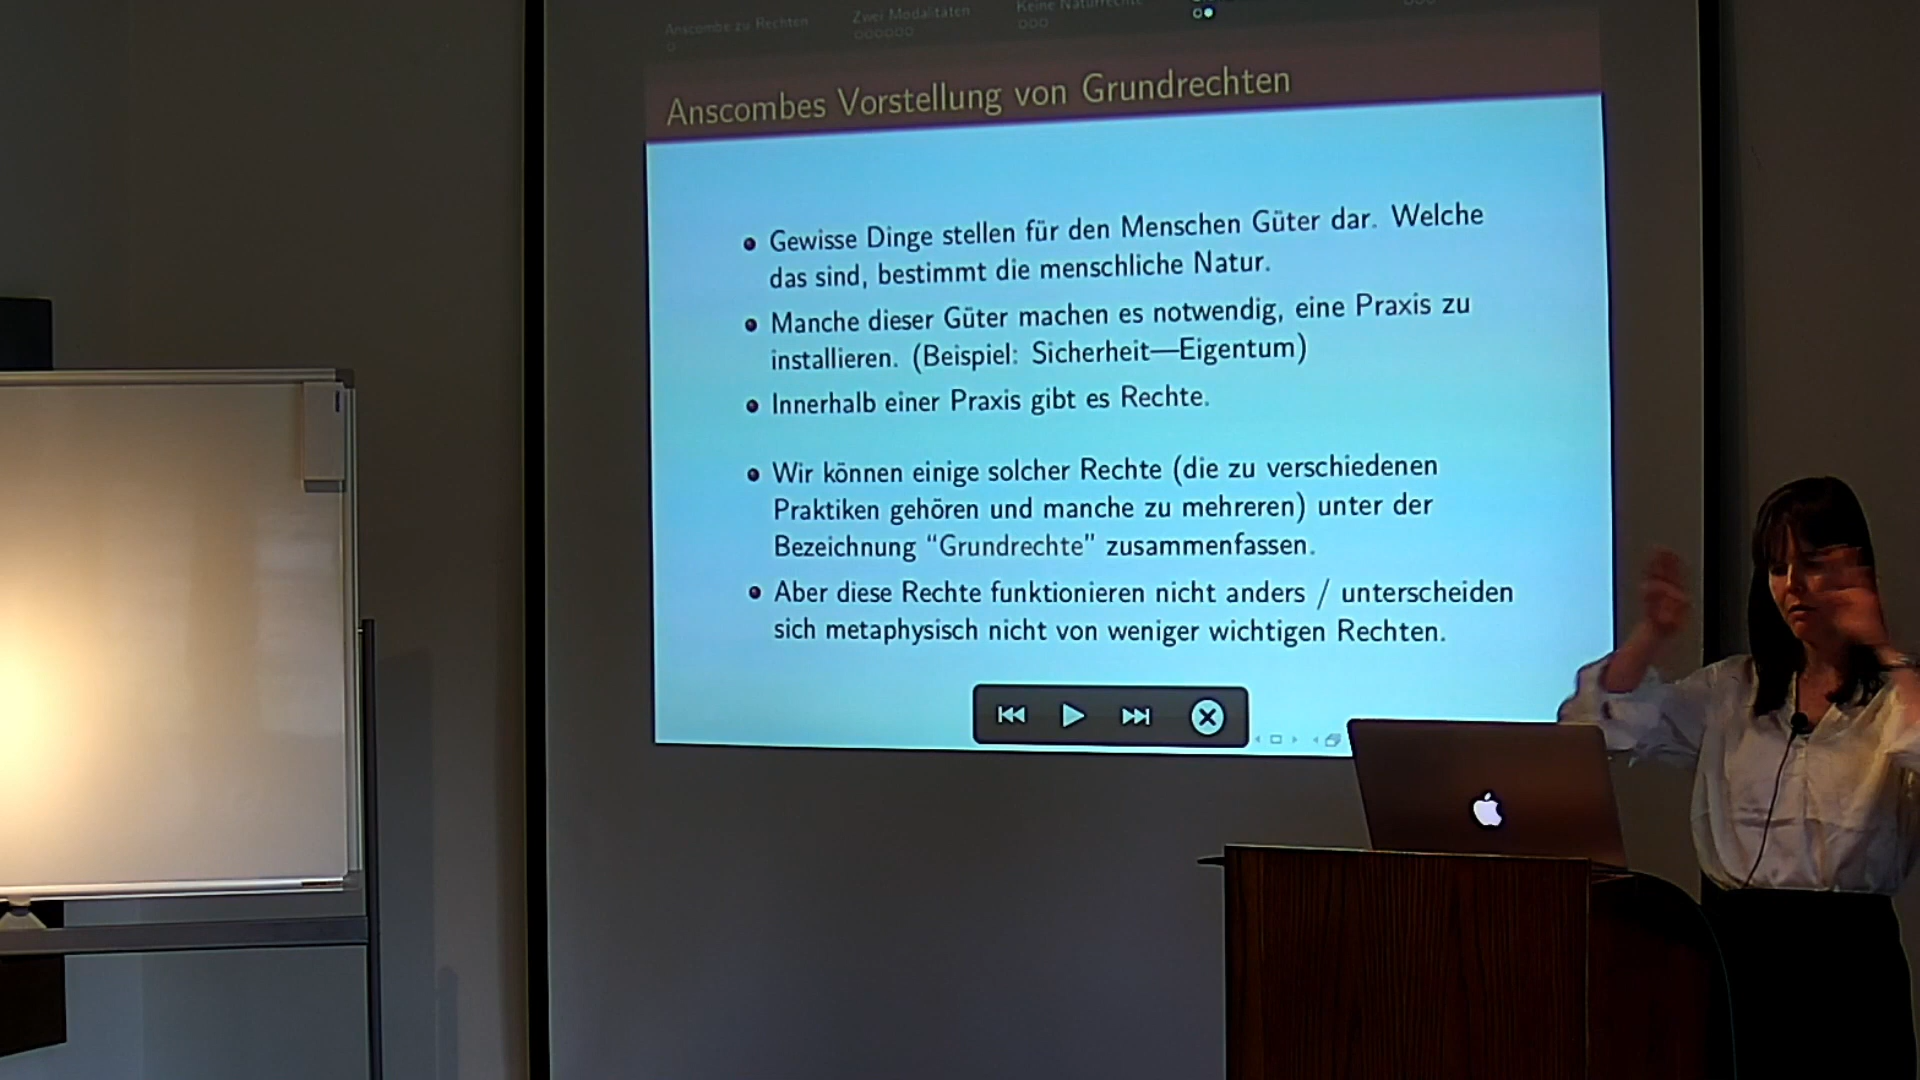 Anscombe zu Rechten
Zwei Modalitäten
Keine Naturrechte
Anscombes Vorstellung von Grundrechten
Gewisse Dinge stellen für den Menschen Güter dar. Welche
das sind, bestimmt die menschliche Natur.
Manche dieser Güter machen es notwendig, eine Praxis zu
installieren. (Beispiel: Sicherheit—Eigentum)
Innerhalb einer Praxis gibt es Rechte.
Wir können einige solcher Rechte (die zu verschiedenen
Praktiken gehören und manche zu mehreren) unter der
Bezeichnung “Grundrechte” zusammenfassen.
Aber diese Rechte funktionieren nicht anders / unterscheiden
sich metaphysisch nicht von weniger wichtigen Rechten.